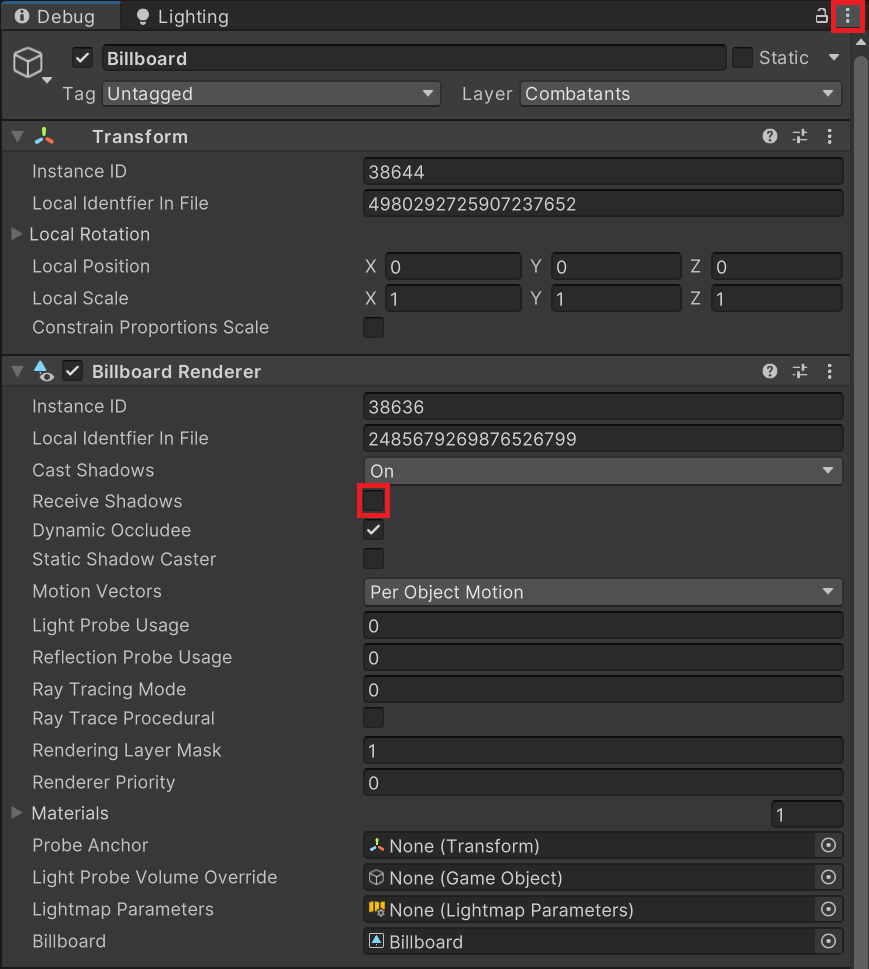 Debug Lighting
Billboard Static
Tag Untagged Layer Combatants
Transform
Instance ID 38644
Local Identfier In File 4980292725907237652
Local Rotation
Local Position X 0 Y 0 Z 0
Local Scale X 1 Y 1 Z 1
Constrain Proportions Scale
Billboard Renderer
Instance ID 38636
Local Identfier In File 2485679269876526799
Cast Shadows On
Receive Shadows
Dynamic Occludee
Static Shadow Caster
Motion Vectors Per Object Motion
Light Probe Usage 0
Reflection Probe Usage 0
Ray Tracing Mode 0
Ray Trace Procedural
Rendering Layer Mask 1
Renderer Priority 0
Materials 1
Probe Anchor None (Transform)
Light Probe Volume Override None (Game Object)
Lightmap Parameters None (Lightmap Parameters)
Billboard Billboard